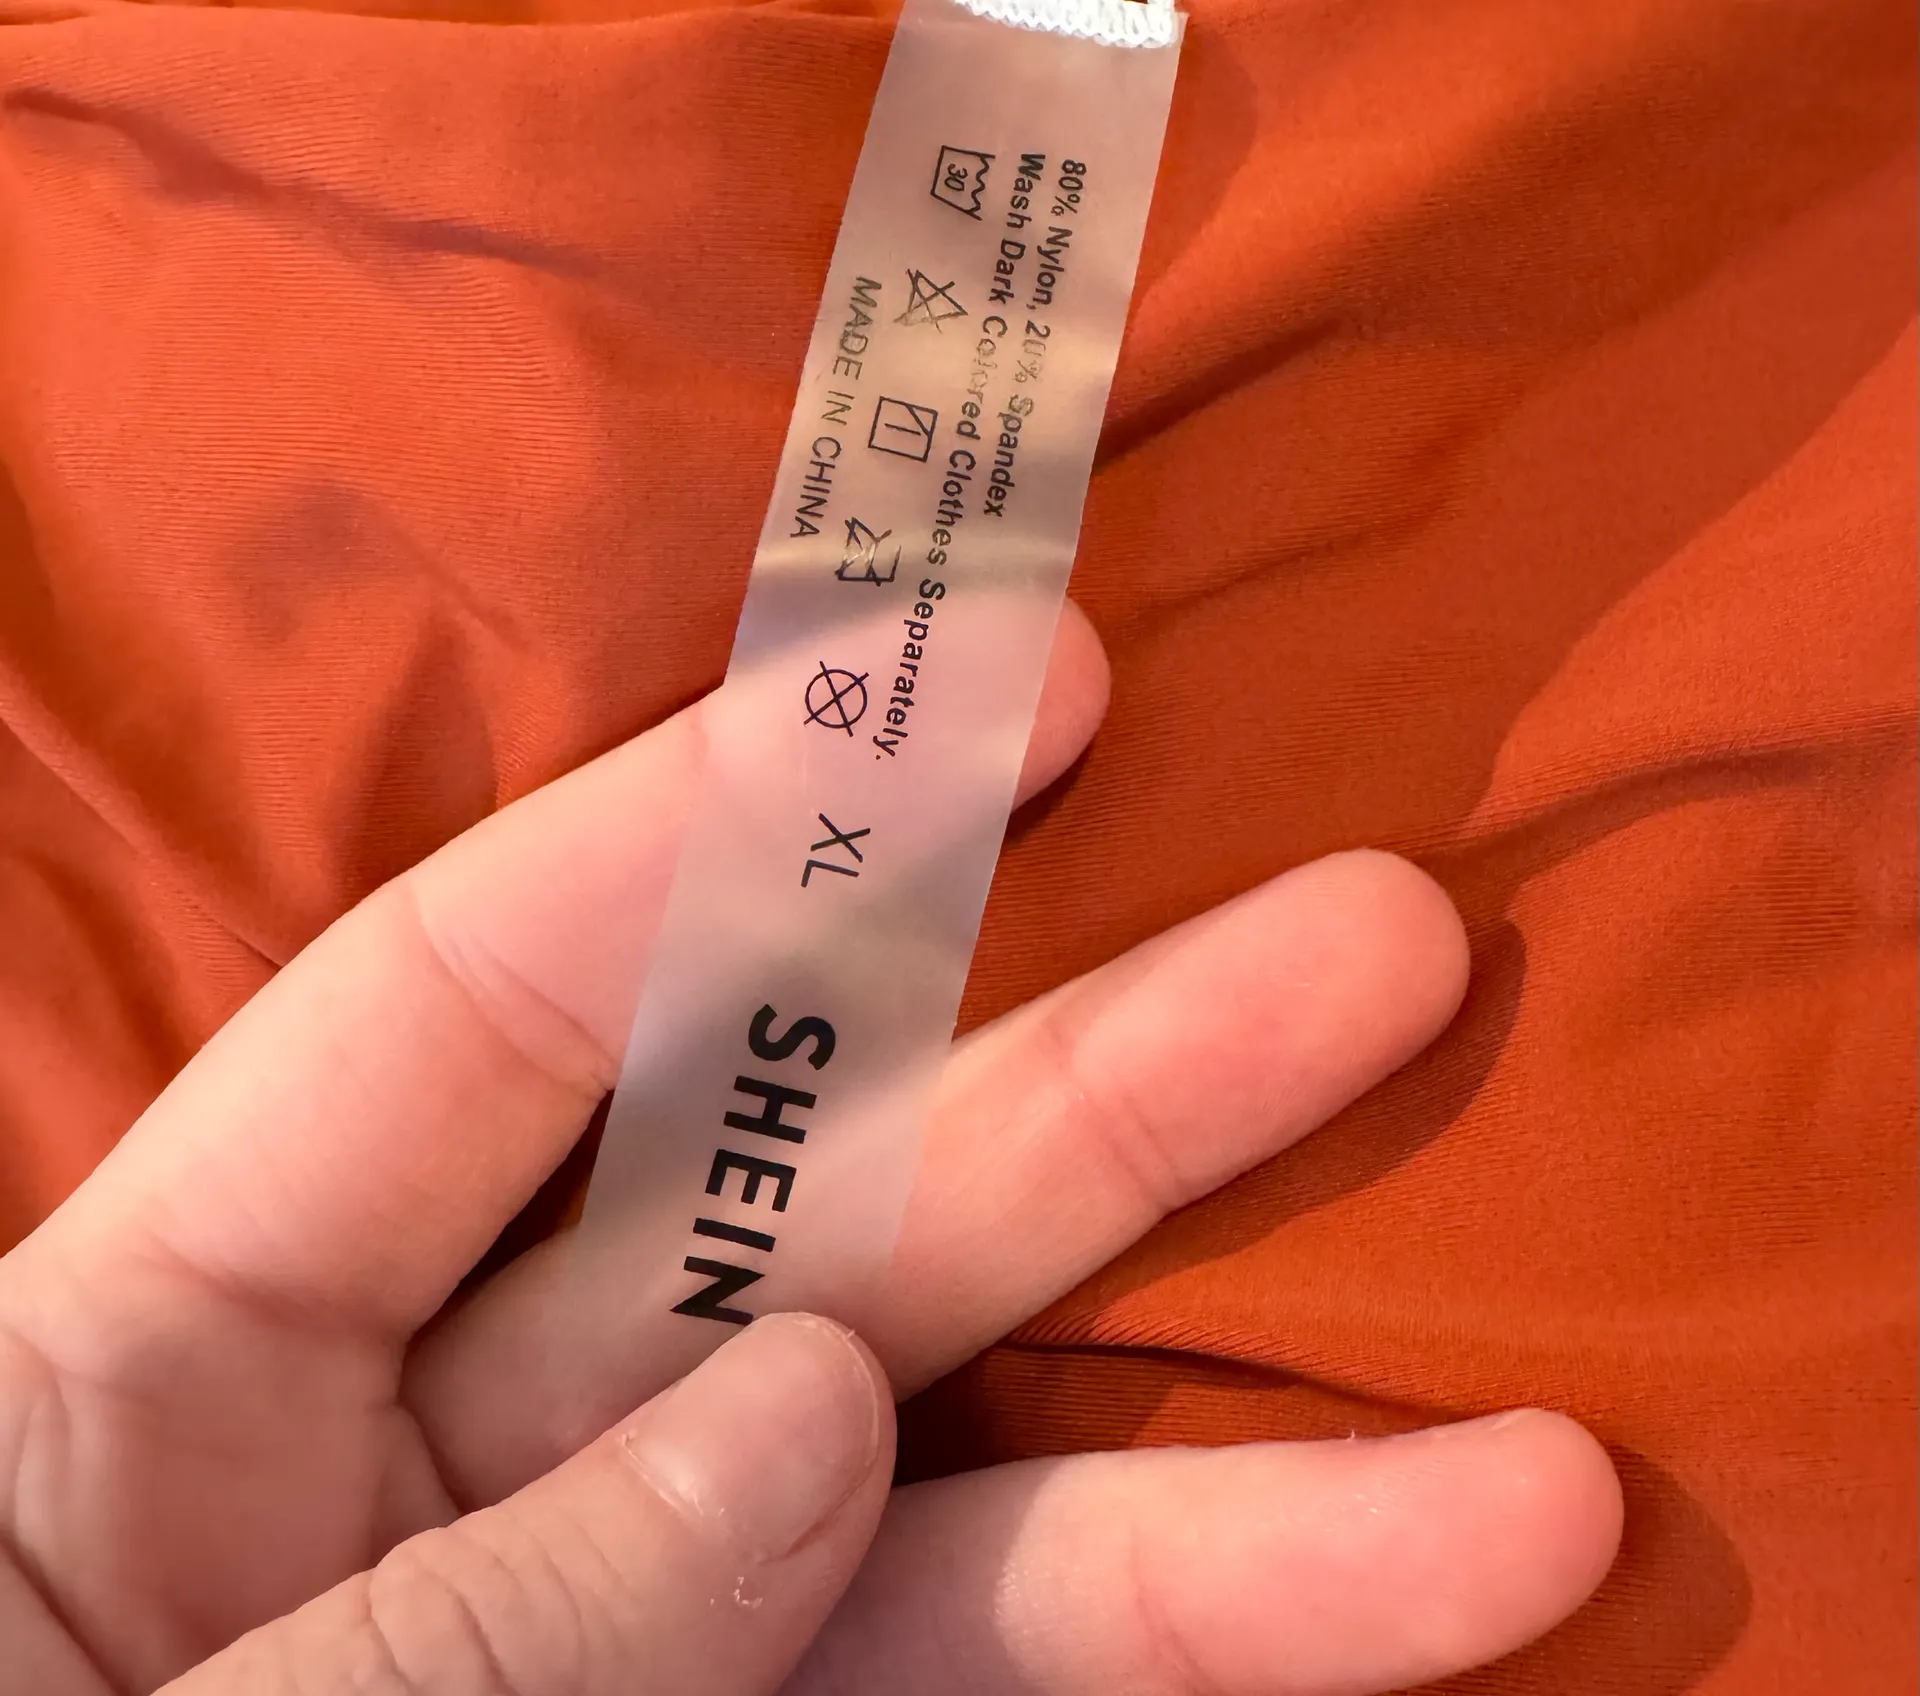 80% Nylon, 20% Spandex
Wash Dark Colored Clothes Separately.
30
MADE IN CHINA
XL
SHEIN